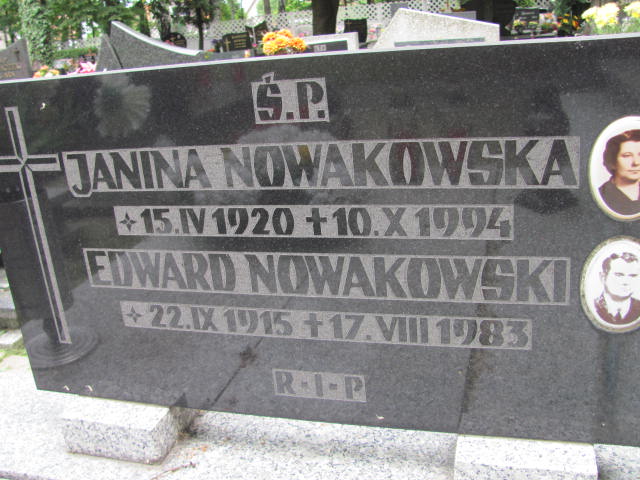 Ś.P.
JANINA NOWAKOWSKA
✦15.IV 1920 ✝10.X 1994
EDWARD NOWAKOWSKI
✦22.IX 1915 ✝17.VIII 1983
R-I-P